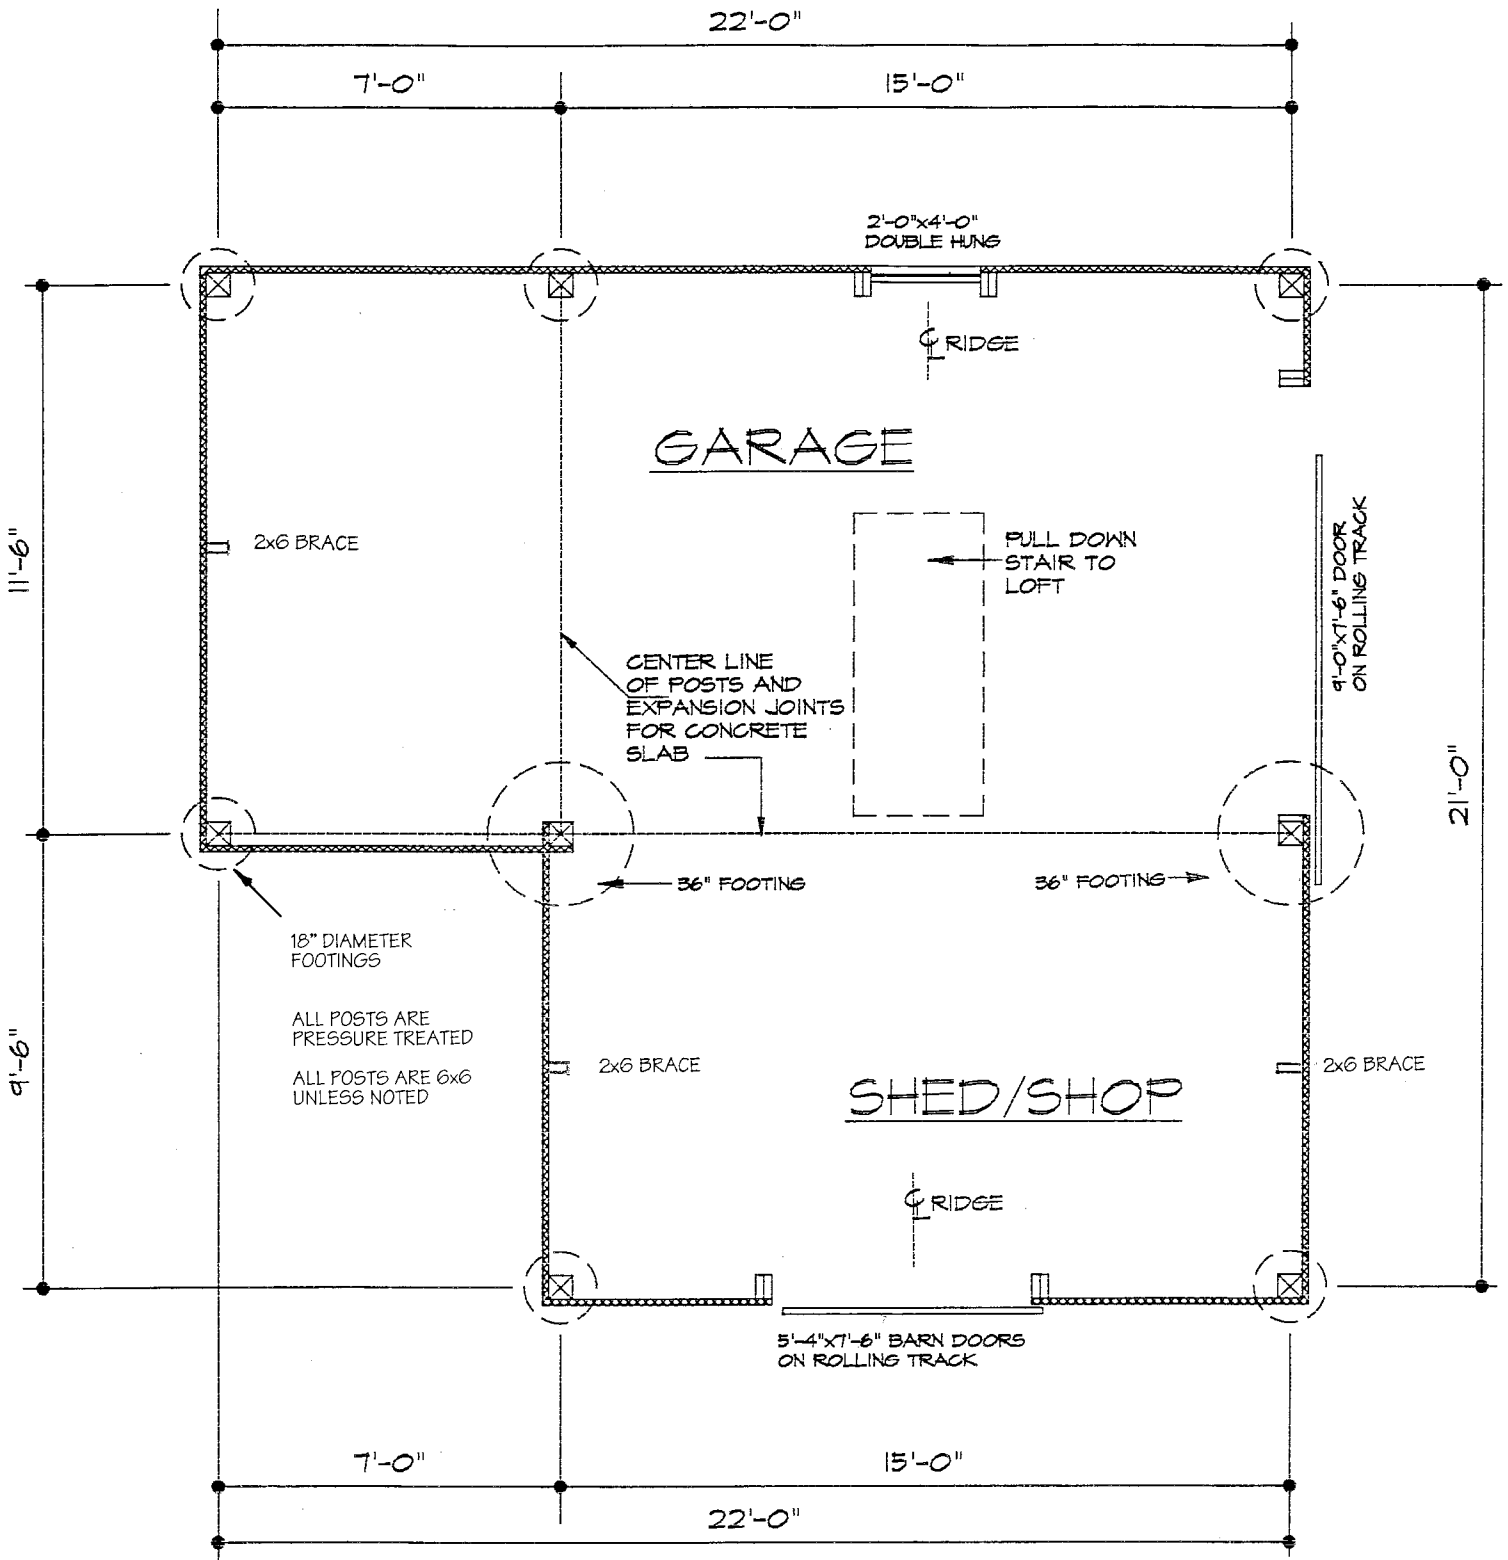 22'-0"
7'-0"
15'-0"
2'-0"x4'-0"
DOUBLE HUNG
℄ RIDGE
GARAGE
2x6 BRACE
11'-6"
PULL DOWN
STAIR TO
LOFT
9'-0"x7'-6" DOOR
ON ROLLING TRACK
CENTER LINE
OF POSTS AND
EXPANSION JOINTS
FOR CONCRETE
SLAB
21'-0"
36" FOOTING
36" FOOTING
18" DIAMETER
FOOTINGS
ALL POSTS ARE
PRESSURE TREATED
ALL POSTS ARE 6x6
UNLESS NOTED
9'-6"
2x6 BRACE
2x6 BRACE
SHED/SHOP
℄ RIDGE
5'-4"x7'-6" BARN DOORS
ON ROLLING TRACK
7'-0"
15'-0"
22'-0"